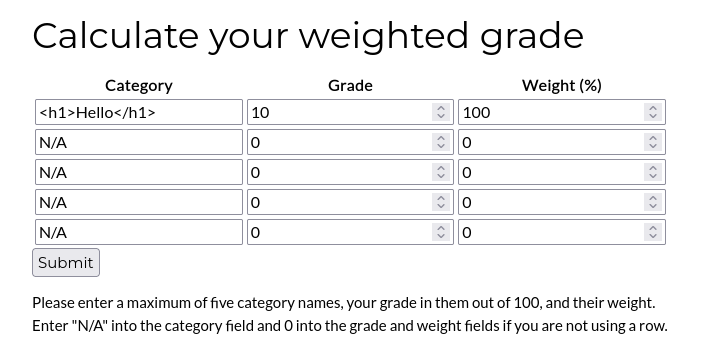 Calculate your weighted grade
Category Grade Weight (%)
<h1>Hello</h1> 10 100
N/A 0 0
N/A 0 0
N/A 0 0
N/A 0 0
Submit
Please enter a maximum of five category names, your grade in them out of 100, and their weight.
Enter "N/A" into the category field and 0 into the grade and weight fields if you are not using a row.